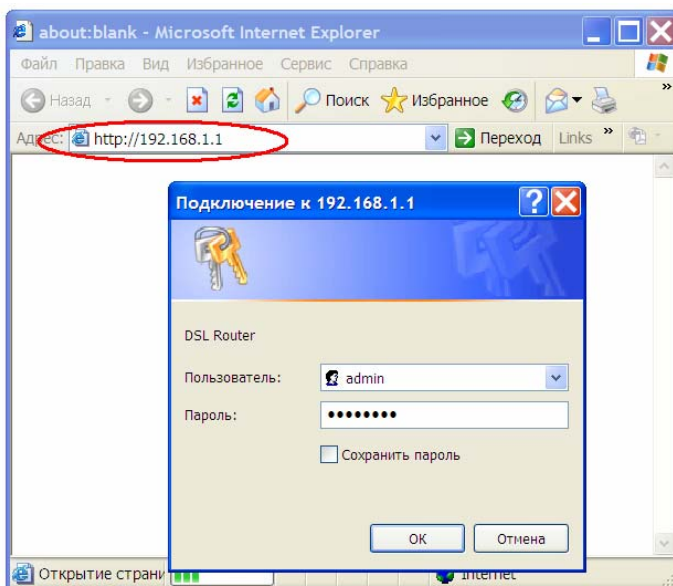 about:blank - Microsoft Internet Explorer
Файл Правка Вид Избранное Сервис Справка
Назад Поиск Избранное »
Адрес: http://192.168.1.1 Переход Links »
Подключение к 192.168.1.1
DSL Router
Пользователь: admin
Пароль: ••••••••
Сохранить пароль
ОК Отмена
Открытие страни Internet